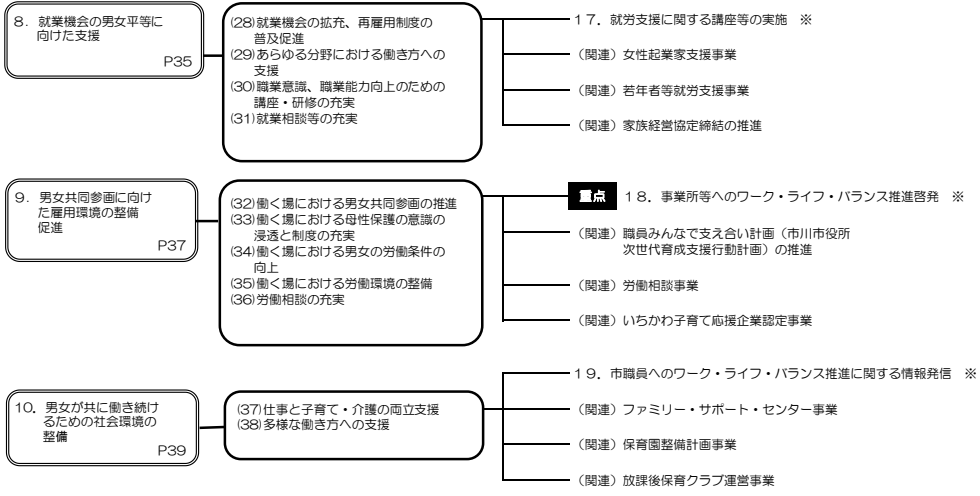 8．就業機会の男女平等に
向けた支援
P35
(28)就業機会の拡充、再雇用制度の
普及促進
(29)あらゆる分野における働き方への
支援
(30)職業意識、職業能力向上のための
講座・研修の充実
(31)就業相談等の充実
１７．就労支援に関する講座等の実施　※
（関連）女性起業家支援事業
（関連）若年者等就労支援事業
（関連）家族経営協定締結の推進
9．男女共同参画に向け
た雇用環境の整備
促進
P37
(32)働く場における男女共同参画の推進
(33)働く場における母性保護の意識の
浸透と制度の充実
(34)働く場における男女の労働条件の
向上
(35)働く場における労働環境の整備
(36)労働相談の充実
重点　１８．事業所等へのワーク・ライフ・バランス推進啓発　※
（関連）職員みんなで支え合い計画（市川市役所
次世代育成支援行動計画）の推進
（関連）労働相談事業
（関連）いちかわ子育て応援企業認定事業
10．男女が共に働き続け
るための社会環境の
整備
P39
(37)仕事と子育て・介護の両立支援
(38)多様な働き方への支援
１９．市職員へのワーク・ライフ・バランス推進に関する情報発信　※
（関連）ファミリー・サポート・センター事業
（関連）保育園整備計画事業
（関連）放課後保育クラブ運営事業